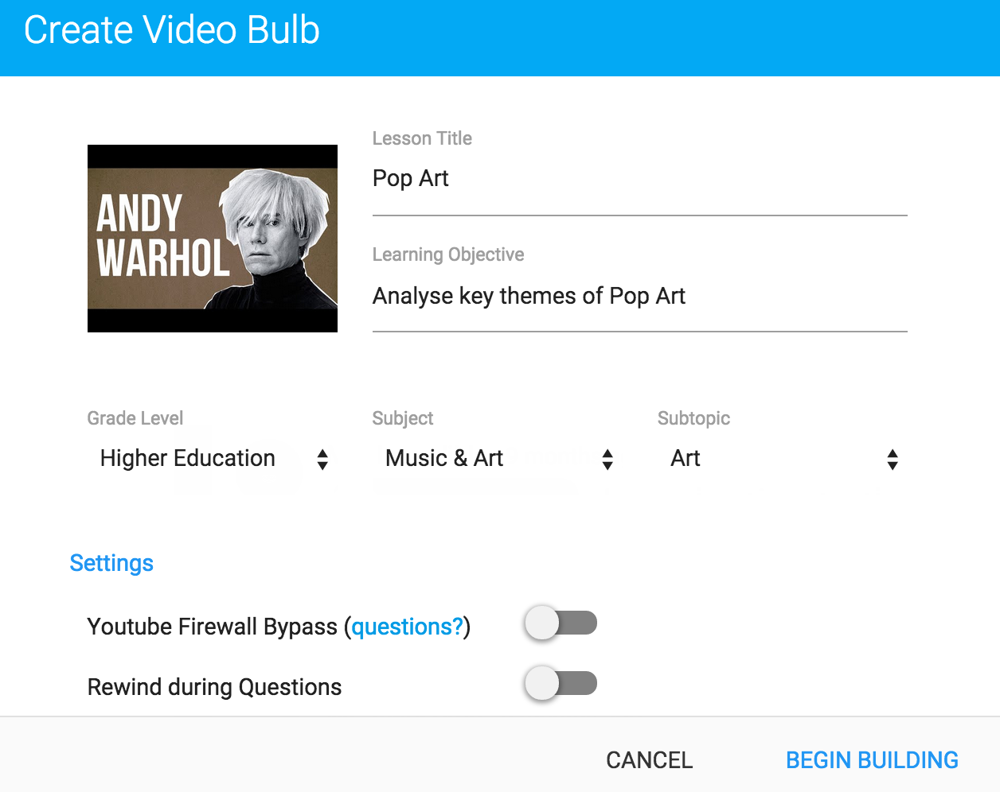 Create Video Bulb
ANDY
WARHOL
Lesson Title
Pop Art
Learning Objective
Analyse key themes of Pop Art
Grade Level
Higher Education
Subject
Music & Art
Subtopic
Art
Settings
Youtube Firewall Bypass (questions?)
Rewind during Questions
CANCEL
BEGIN BUILDING